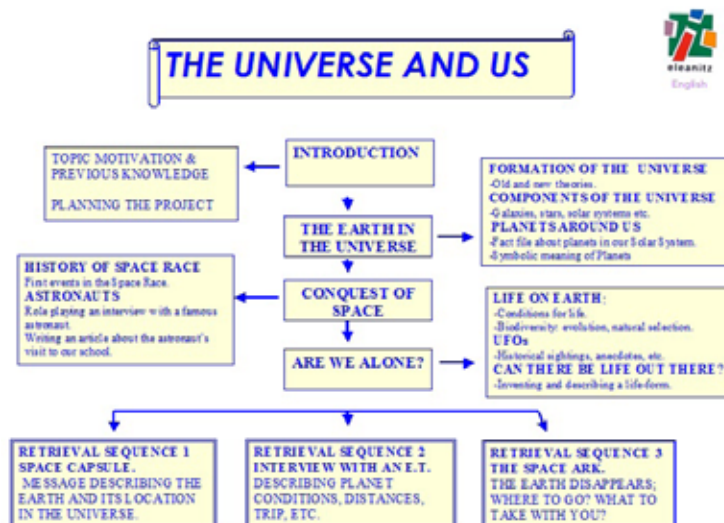 THE UNIVERSE AND US
eleanitz
English
INTRODUCTION
TOPIC MOTIVATION &
PREVIOUS KNOWLEDGE
PLANNING THE PROJECT
THE EARTH IN
THE UNIVERSE
FORMATION OF THE UNIVERSE
-Old and new theories.
COMPONENTS OF THE UNIVERSE
-Galaxies, stars, solar systems etc.
PLANETS AROUND US
-Fact file about planets in our Solar System.
-Symbolic meaning of Planets
CONQUEST OF
SPACE
HISTORY OF SPACE RACE
First events in the Space Race.
ASTRONAUTS
Role playing an interview with a famous
astronaut.
Writing an article about the astronaut's
visit to our school.
ARE WE ALONE?
LIFE ON EARTH:
-Conditions for life.
-Biodiversity: evolution, natural selection.
UFOs
-Historical sightings, anecdotes, etc.
CAN THERE BE LIFE OUT THERE?
-Inventing and describing a life-form.
RETRIEVAL SEQUENCE 1
SPACE CAPSULE.
MESSAGE DESCRIBING THE
EARTH AND ITS LOCATION
IN THE UNIVERSE.
RETRIEVAL SEQUENCE 2
INTERVIEW WITH AN E.T.
DESCRIBING PLANET
CONDITIONS, DISTANCES,
TRIP, ETC.
RETRIEVAL SEQUENCE 3
THE SPACE ARK.
THE EARTH DISAPPEARS;
WHERE TO GO? WHAT TO
TAKE WITH YOU?